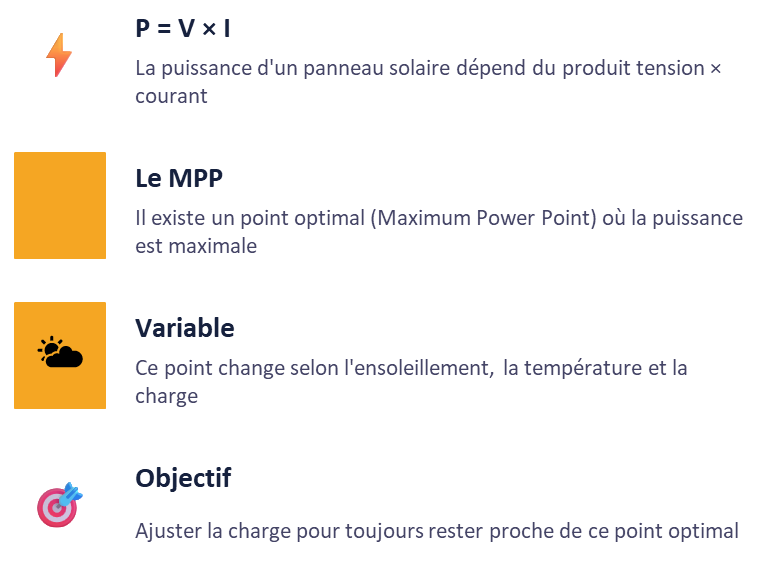 P = V × I
La puissance d'un panneau solaire dépend du produit tension ×
courant
Le MPP
Il existe un point optimal (Maximum Power Point) où la puissance
est maximale
Variable
Ce point change selon l'ensoleillement, la température et la
charge
Objectif
Ajuster la charge pour toujours rester proche de ce point optimal